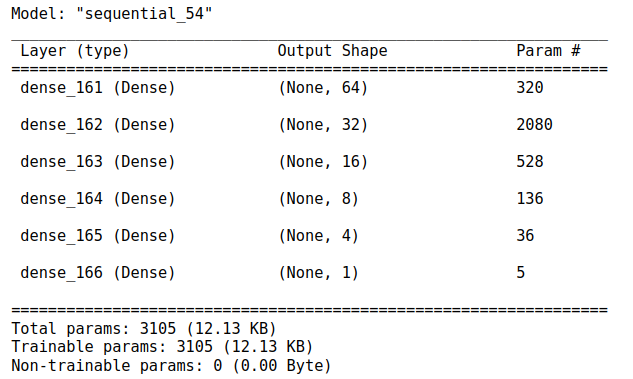 Model: "sequential_54"
_________________________________________________________________
Layer (type) Output Shape Param #
=================================================================
dense_161 (Dense) (None, 64) 320
dense_162 (Dense) (None, 32) 2080
dense_163 (Dense) (None, 16) 528
dense_164 (Dense) (None, 8) 136
dense_165 (Dense) (None, 4) 36
dense_166 (Dense) (None, 1) 5
=================================================================
Total params: 3105 (12.13 KB)
Trainable params: 3105 (12.13 KB)
Non-trainable params: 0 (0.00 Byte)